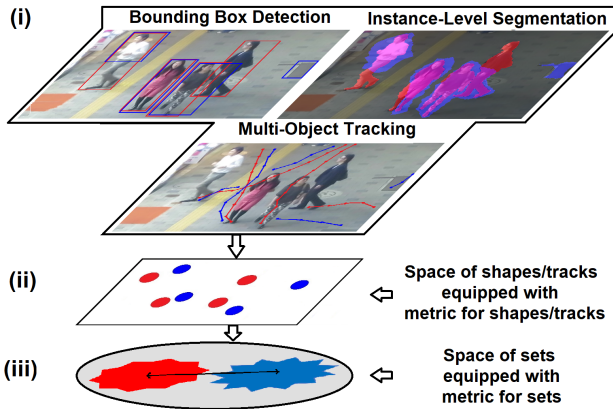 (i)
Bounding Box Detection
Instance-Level Segmentation
Multi-Object Tracking
(ii)
Space of shapes/tracks
equipped with
metric for shapes/tracks
(iii)
Space of sets
equipped with
metric for sets